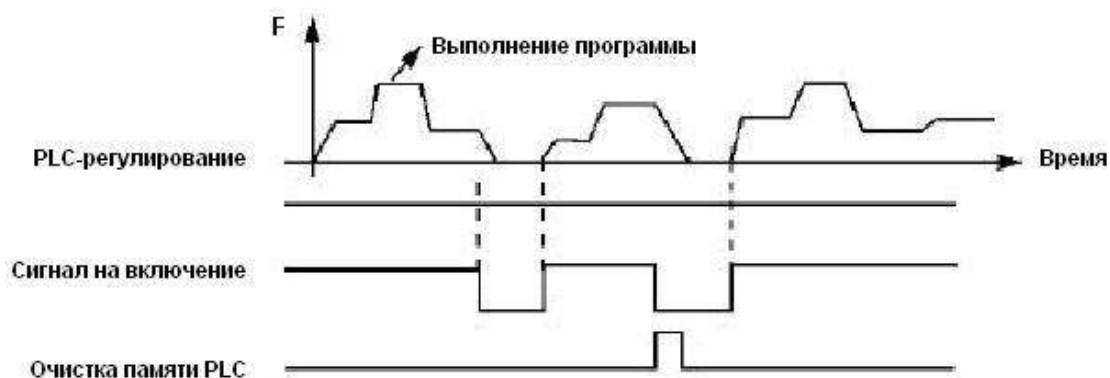 F
Выполнение программы
PLC-регулирование
Время
Сигнал на включение
Очистка памяти PLC